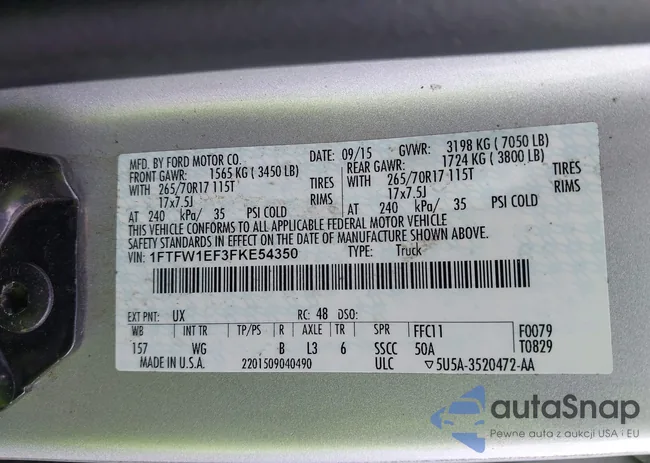 MFD. BY FORD MOTOR CO. DATE: 09/15 GVWR: 3198 KG ( 7050 LB)
FRONT GAWR: 1565 KG ( 3450 LB) REAR GAWR: 1724 KG ( 3800 LB)
WITH 265/70R17 115T TIRES WITH 265/70R17 115T TIRES
17x7.5J RIMS 17x7.5J RIMS
AT 240 kPa/ 35 PSI COLD AT 240 kPa/ 35 PSI COLD
THIS VEHICLE CONFORMS TO ALL APPLICABLE FEDERAL MOTOR VEHICLE
SAFETY STANDARDS IN EFFECT ON THE DATE OF MANUFACTURE SHOWN ABOVE.
VIN: 1FTFW1EF3FKE54350 TYPE: Truck
EXT PNT: UX RC: 48 DSO:
WB INT TR TP/PS R AXLE TR SPR FFC11 F0079
157 WG B L3 6 SSCC 50A T0829
MADE IN U.S.A. 2201509040490 ULC ▽5U5A-3520472-AA
autaSnap
Pewne auto z aukcji USA i EU